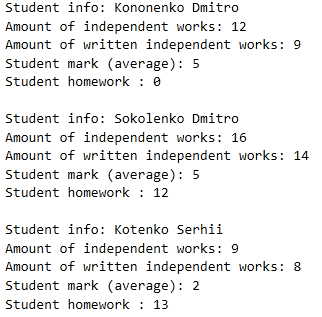 Student info: Kononenko Dmitro
Amount of independent works: 12
Amount of written independent works: 9
Student mark (average): 5
Student homework : 0
Student info: Sokolenko Dmitro
Amount of independent works: 16
Amount of written independent works: 14
Student mark (average): 5
Student homework : 12
Student info: Kotenko Serhii
Amount of independent works: 9
Amount of written independent works: 8
Student mark (average): 2
Student homework : 13